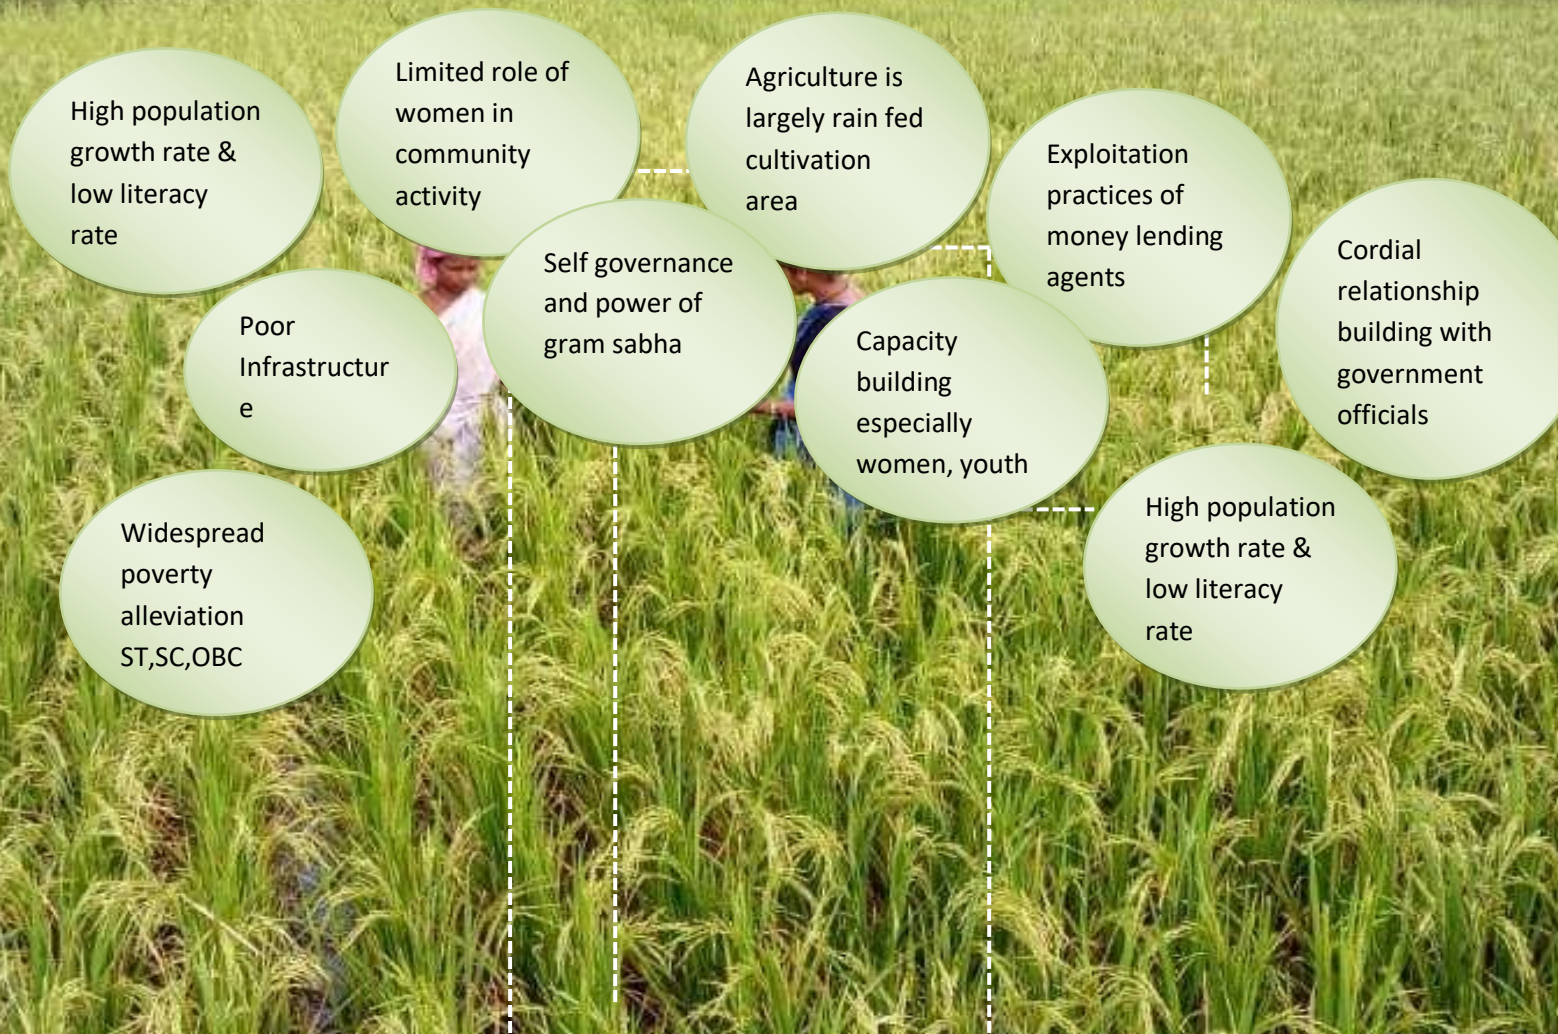 High population
growth rate &
low literacy
rate
Limited role of
women in
community
activity
Agriculture is
largely rain fed
cultivation
area
Exploitation
practices of
money lending
agents
Cordial
relationship
building with
government
officials
Poor
Infrastructur
e
Self governance
and power of
gram sabha
Capacity
building
especially
women, youth
Widespread
poverty
alleviation
ST,SC,OBC
High population
growth rate &
low literacy
rate